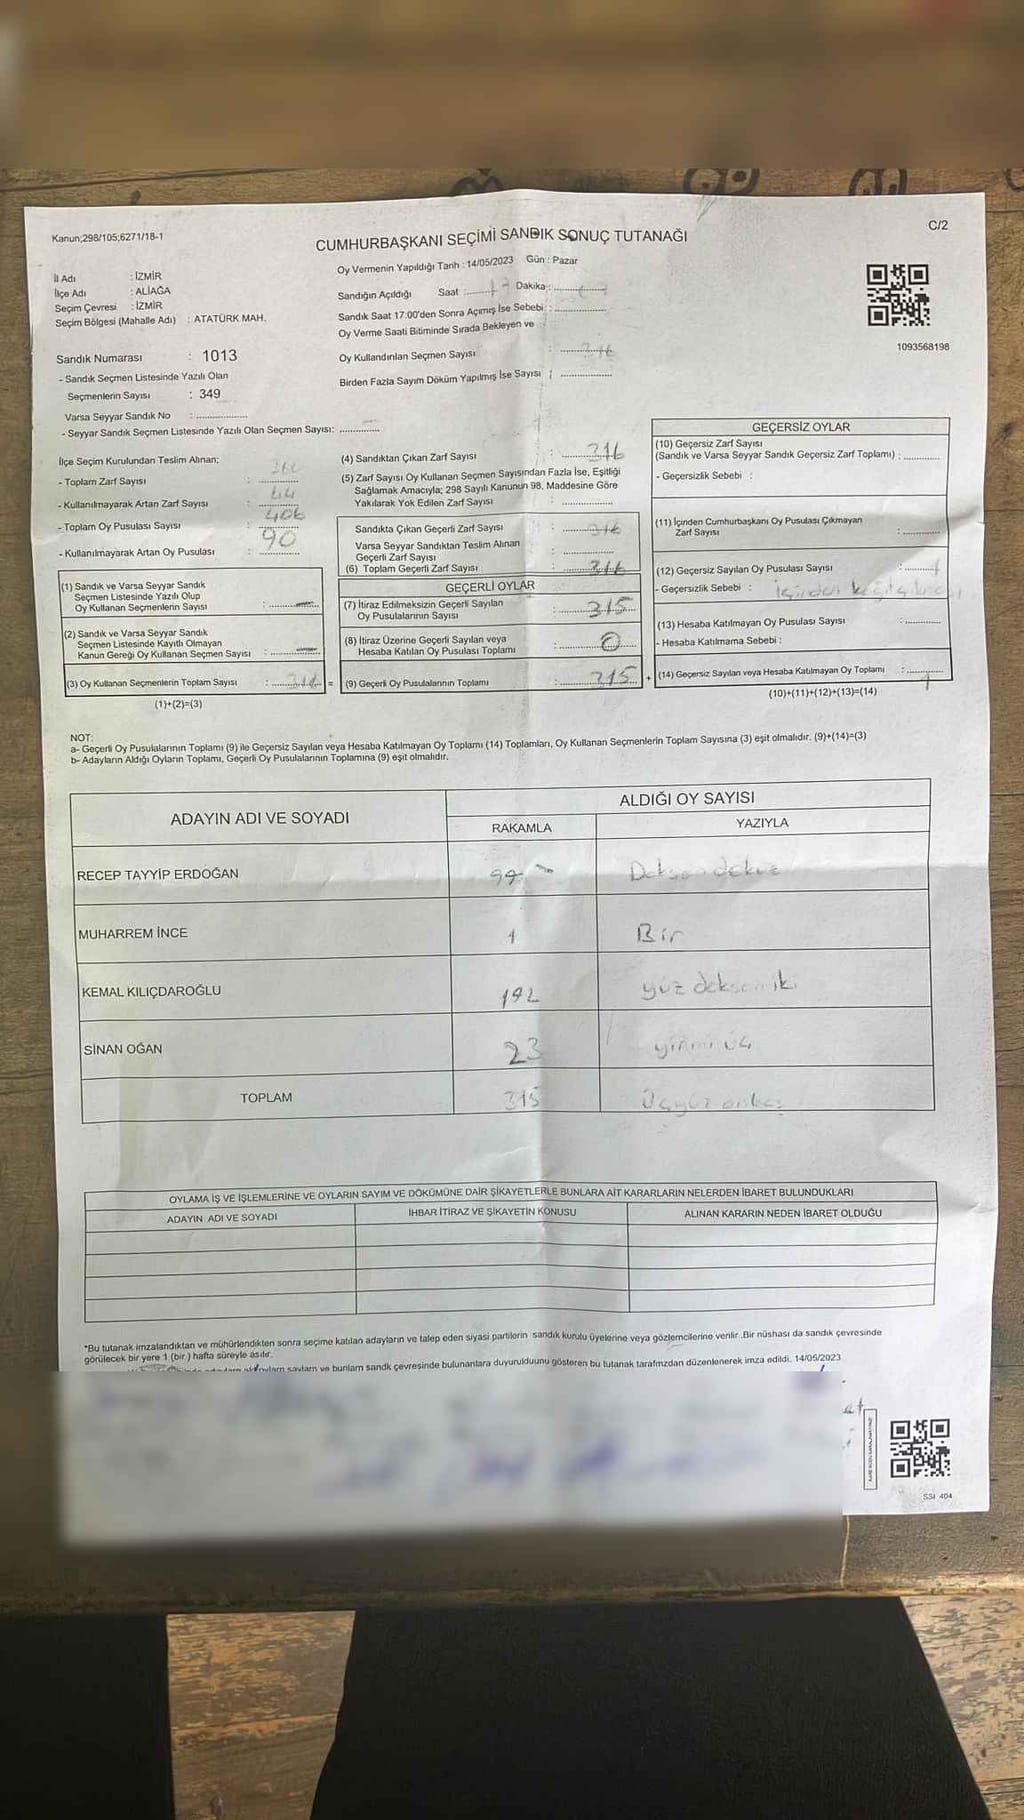 Kanun;298/105;6271/18-1
C/2
CUMHURBAŞKANI SEÇİMİ SANDIK SONUÇ TUTANAĞI
İl Adı : İZMİR
İlçe Adı : ALİAĞA
Seçim Çevresi : İZMİR
Seçim Bölgesi (Mahalle Adı) : ATATÜRK MAH.
Sandık Numarası : 1013
- Sandık Seçmen Listesinde Yazılı Olan
Seçmenlerin Sayısı : 349
Varsa Seyyar Sandık No :
- Seyyar Sandık Seçmen Listesinde Yazılı Olan Seçmen Sayısı:
Oy Vermenin Yapıldığı Tarih : 14/05/2023 Gün : Pazar
Sandığın Açıldığı Saat : 17 Dakika :
Sandık Saat 17:00'den Sonra Açımış İse Sebebi :
Oy Verme Saati Bitiminde Sırada Bekleyen ve
Oy Kullandırılan Seçmen Sayısı : 316
Birden Fazla Sayım Döküm Yapılmış İse Sayısı :
1093568198
İlçe Seçim Kurulundan Teslim Alınan;
- Toplam Zarf Sayısı : 360
- Kullanılmayarak Artan Zarf Sayısı : 44
- Toplam Oy Pusulası Sayısı : 406
- Kullanılmayarak Artan Oy Pusulası : 90
(1) Sandık ve Varsa Seyyar Sandık
Seçmen Listesinde Yazılı Olup
Oy Kullanan Seçmenlerin Sayısı :
(2) Sandık ve Varsa Seyyar Sandık
Seçmen Listesinde Kayıtlı Olmayan
Kanun Gereği Oy Kullanan Seçmen Sayısı :
(3) Oy Kullanan Seçmenlerin Toplam Sayısı : 316 =
(1)+(2)=(3)
(4) Sandıktan Çıkan Zarf Sayısı : 316
(5) Zarf Sayısı Oy Kullanan Seçmen Sayısından Fazla İse, Eşitliği
Sağlamak Amacıyla; 298 Sayılı Kanunun 98. Maddesine Göre
Yakılarak Yok Edilen Zarf Sayısı :
Sandıkta Çıkan Geçerli Zarf Sayısı : 316
Varsa Seyyar Sandıktan Teslim Alınan
Geçerli Zarf Sayısı :
(6) Toplam Geçerli Zarf Sayısı : 316
GEÇERLİ OYLAR
(7) İtiraz Edilmeksizin Geçerli Sayılan
Oy Pusulalarının Sayısı : 315
(8) İtiraz Üzerine Geçerli Sayılan veya
Hesaba Katılan Oy Pusulası Toplamı : 0
(9) Geçerli Oy Pusulalarının Toplamı : 315 +
GEÇERSİZ OYLAR
(10) Geçersiz Zarf Sayısı
(Sandık ve Varsa Seyyar Sandık Geçersiz Zarf Toplamı) :
- Geçersizlik Sebebi :
(11) İçinden Cumhurbaşkanı Oy Pusulası Çıkmayan
Zarf Sayısı :
(12) Geçersiz Sayılan Oy Pusulası Sayısı : 1
- Geçersizlik Sebebi : İçinden
(13) Hesaba Katılmayan Oy Pusulası Sayısı :
- Hesaba Katılmama Sebebi :
(14) Geçersiz Sayılan veya Hesaba Katılmayan Oy Toplamı : 1
(10)+(11)+(12)+(13)=(14)
NOT:
a- Geçerli Oy Pusulalarının Toplamı (9) ile Geçersiz Sayılan veya Hesaba Katılmayan Oy Toplamı (14) Toplamları, Oy Kullanan Seçmenlerin Toplam Sayısına (3) eşit olmalıdır. (9)+(14)=(3)
b- Adayların Aldığı Oyların Toplamı, Geçerli Oy Pusulalarının Toplamına (9) eşit olmalıdır.
ADAYIN ADI VE SOYADI
ALDIĞI OY SAYISI
RAKAMLA YAZIYLA
RECEP TAYYİP ERDOĞAN 99 Doksan dokuz
MUHARREM İNCE 1 Bir
KEMAL KILIÇDAROĞLU 192 yüz doksan iki
SİNAN OĞAN 23 yirmi üç
TOPLAM 315 Üçyüz onbeş
OYLAMA İŞ VE İŞLEMLERİNE VE OYLARIN SAYIM VE DÖKÜMÜNE DAİR ŞİKAYETLERLE BUNLARA AİT KARARLARIN NELERDEN İBARET BULUNDUKLARI
ADAYIN ADI VE SOYADI İHBAR İTİRAZ VE ŞİKAYETİN KONUSU ALINAN KARARIN NEDEN İBARET OLDUĞU
*Bu tutanak imzalandıktan ve mühürlendikten sonra seçime katılan adayların ve talep eden siyasi partilerin sandık kurulu üyelerine veya gözlemcilerine verilir. Bir nüshası da sandık çevresinde
görülecek bir yere 1 (bir) hafta süreyle asılır.
sayılarını ve bunların sandık çevresinde bulunanlara duyurulduunu gösteren bu tutanak tarafımızdan düzenlenerek imza edildi. 14/05/2023
SSI 404